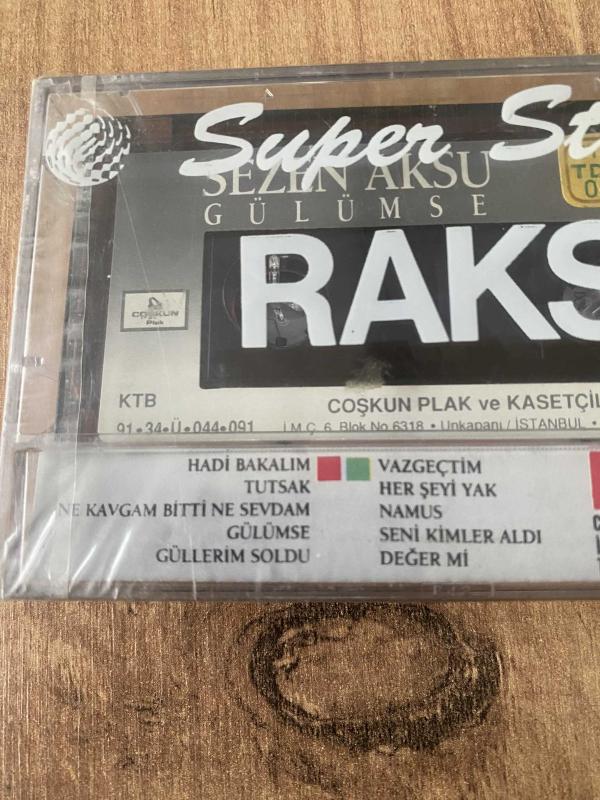 Super St
SEZEN AKSU
GÜLÜMSE
RAKS
TD
0
COŞKUN
Plak
KTB
91•34•Ü•044•091
COŞKUN PLAK ve KASETÇİL
İ.M.Ç. 6. Blok No 6318 • Unkapanı / İSTANBUL •
HADİ BAKALIM
TUTSAK
NE KAVGAM BİTTİ NE SEVDAM
GÜLÜMSE
GÜLLERİM SOLDU
VAZGEÇTİM
HER ŞEYİ YAK
NAMUS
SENİ KİMLER ALDI
DEĞER Mİ